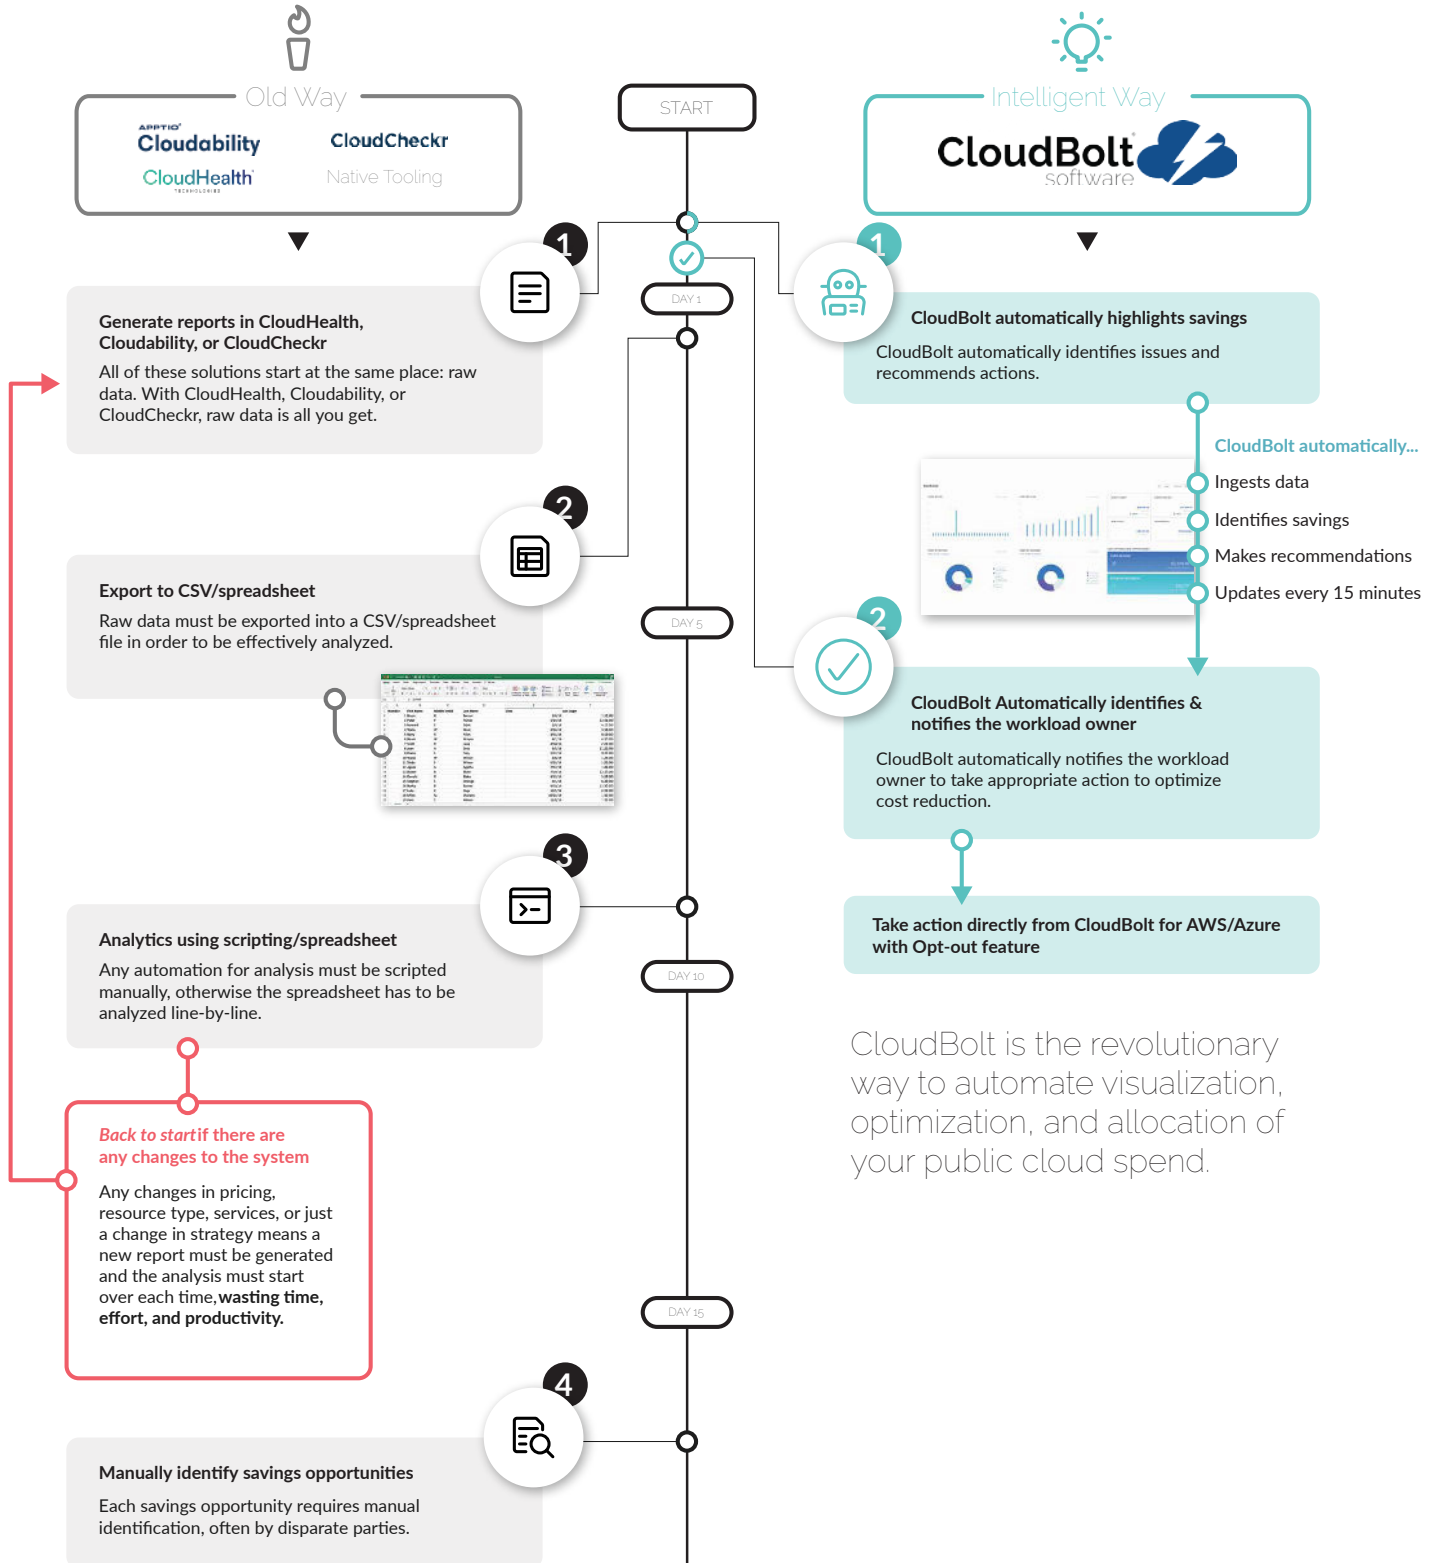 Old Way
APPTIO
Cloudability
CloudCheckr
CloudHealth
TECHNOLOGIES
Native Tooling
START
Intelligent Way
CloudBolt
software
1
Generate reports in CloudHealth,
Cloudability, or CloudCheckr
All of these solutions start at the same place: raw
data. With CloudHealth, Cloudability, or
CloudCheckr, raw data is all you get.
DAY 1
1
CloudBolt automatically highlights savings
CloudBolt automatically identifies issues and
recommends actions.
CloudBolt automatically...
Ingests data
Identifies savings
Makes recommendations
Updates every 15 minutes
2
Export to CSV/spreadsheet
Raw data must be exported into a CSV/spreadsheet
file in order to be effectively analyzed.
DAY 5
2
CloudBolt Automatically identifies &
notifies the workload owner
CloudBolt automatically notifies the workload
owner to take appropriate action to optimize
cost reduction.
Take action directly from CloudBolt for AWS/Azure
with Opt-out feature
3
Analytics using scripting/spreadsheet
Any automation for analysis must be scripted
manually, otherwise the spreadsheet has to be
analyzed line-by-line.
DAY 10
CloudBolt is the revolutionary
way to automate visualization,
optimization, and allocation of
your public cloud spend.
Back to start if there are
any changes to the system
Any changes in pricing,
resource type, services, or just
a change in strategy means a
new report must be generated
and the analysis must start
over each time, wasting time,
effort, and productivity.
DAY 15
4
Manually identify savings opportunities
Each savings opportunity requires manual
identification, often by disparate parties.